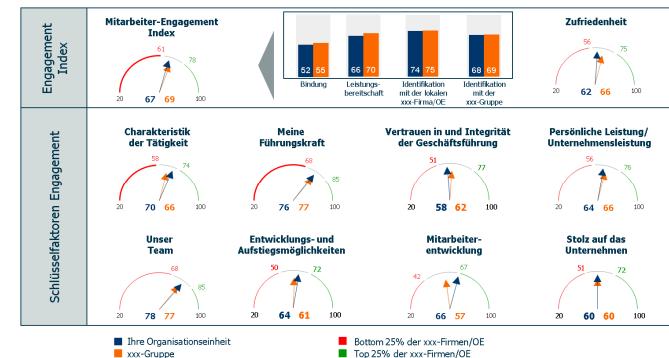 Engagement
Index
Mitarbeiter-Engagement
Index
61
78
20
100
67 69
52 55
66 70
74 75
68 69
Bindung
Leistungs-
bereitschaft
Identifikation
mit der lokalen
xxx-Firma/OE
Identifikation
mit der
xxx-Gruppe
Zufriedenheit
56
75
20
100
62 66
Schlüsselfaktoren Engagement
Charakteristik
der Tätigkeit
58
74
20
100
70 66
Meine
Führungskraft
68
85
20
100
76 77
Vertrauen in und Integrität
der Geschäftsführung
51
77
20
100
58 62
Persönliche Leistung/
Unternehmensleistung
56
76
20
100
64 66
Unser
Team
68
85
20
100
78 77
Entwicklungs- und
Aufstiegsmöglichkeiten
50
72
20
100
64 61
Mitarbeiter-
entwicklung
42
67
20
100
66 57
Stolz auf das
Unternehmen
51
72
20
100
60 60
Ihre Organisationseinheit
xxx-Gruppe
Bottom 25% der xxx-Firmen/OE
Top 25% der xxx-Firmen/OE